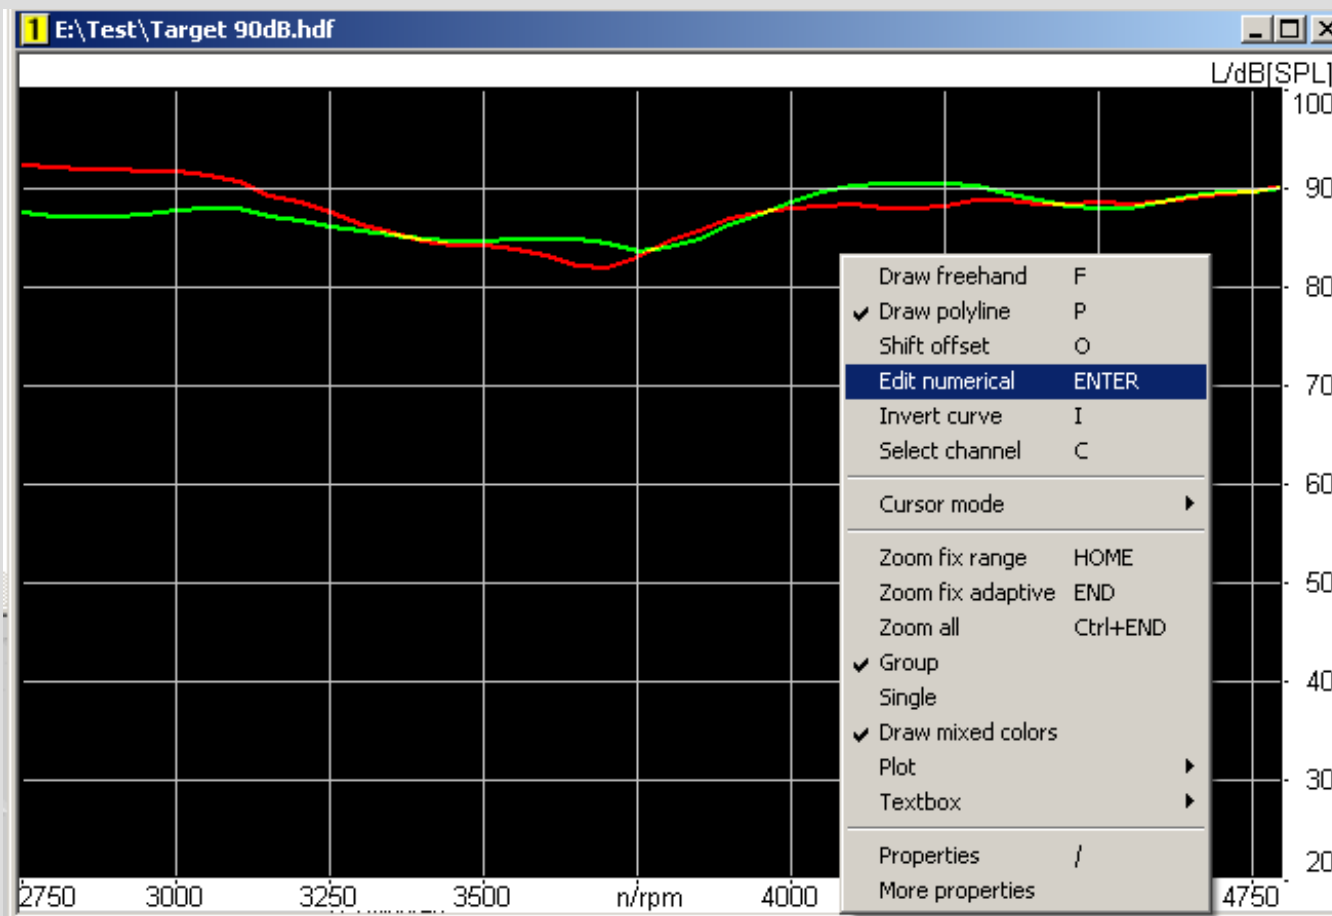 1 E:\Test\Target 90dB.hdf
L/dB[SPL]
100
90
80
70
60
50
40
30
20
Draw freehand F
Draw polyline P
Shift offset O
Edit numerical ENTER
Invert curve I
Select channel C
Cursor mode
Zoom fix range HOME
Zoom fix adaptive END
Zoom all Ctrl+END
Group
Single
Draw mixed colors
Plot
Textbox
Properties /
More properties
2750 3000 3250 3500 n/rpm 4000 4750